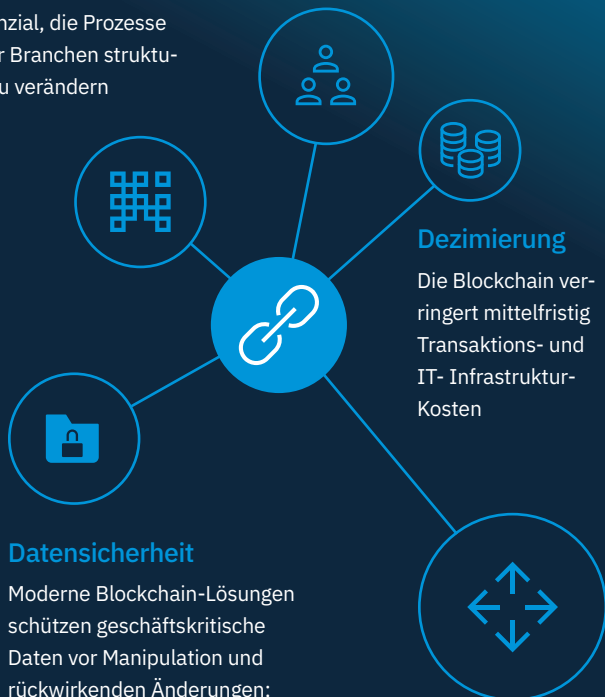 nzial, die Prozesse
r Branchen struktu-
u verändern
Dezimierung
Die Blockchain ver-
ringert mittelfristig
Transaktions- und
IT- Infrastruktur-
Kosten
Datensicherheit
Moderne Blockchain-Lösungen
schützen geschäftskritische
Daten vor Manipulation und
rückwirkenden Änderungen: